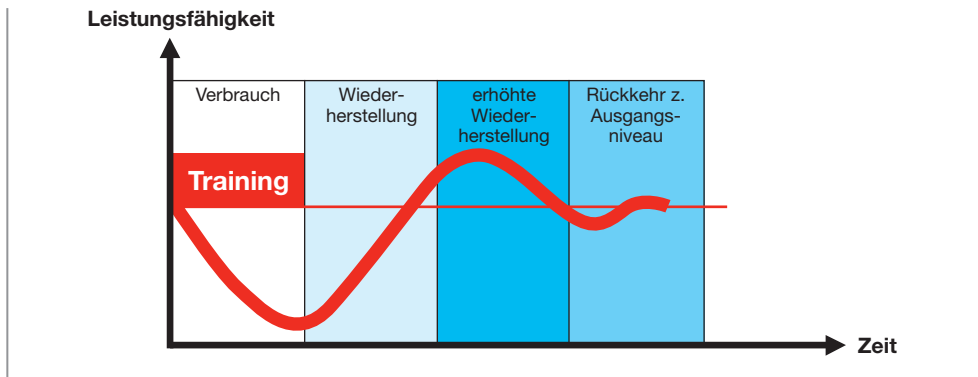 Leistungsfähigkeit
Verbrauch
Wieder-
herstellung
erhöhte
Wieder-
herstellung
Rückkehr z.
Ausgangs-
niveau
Training
Zeit